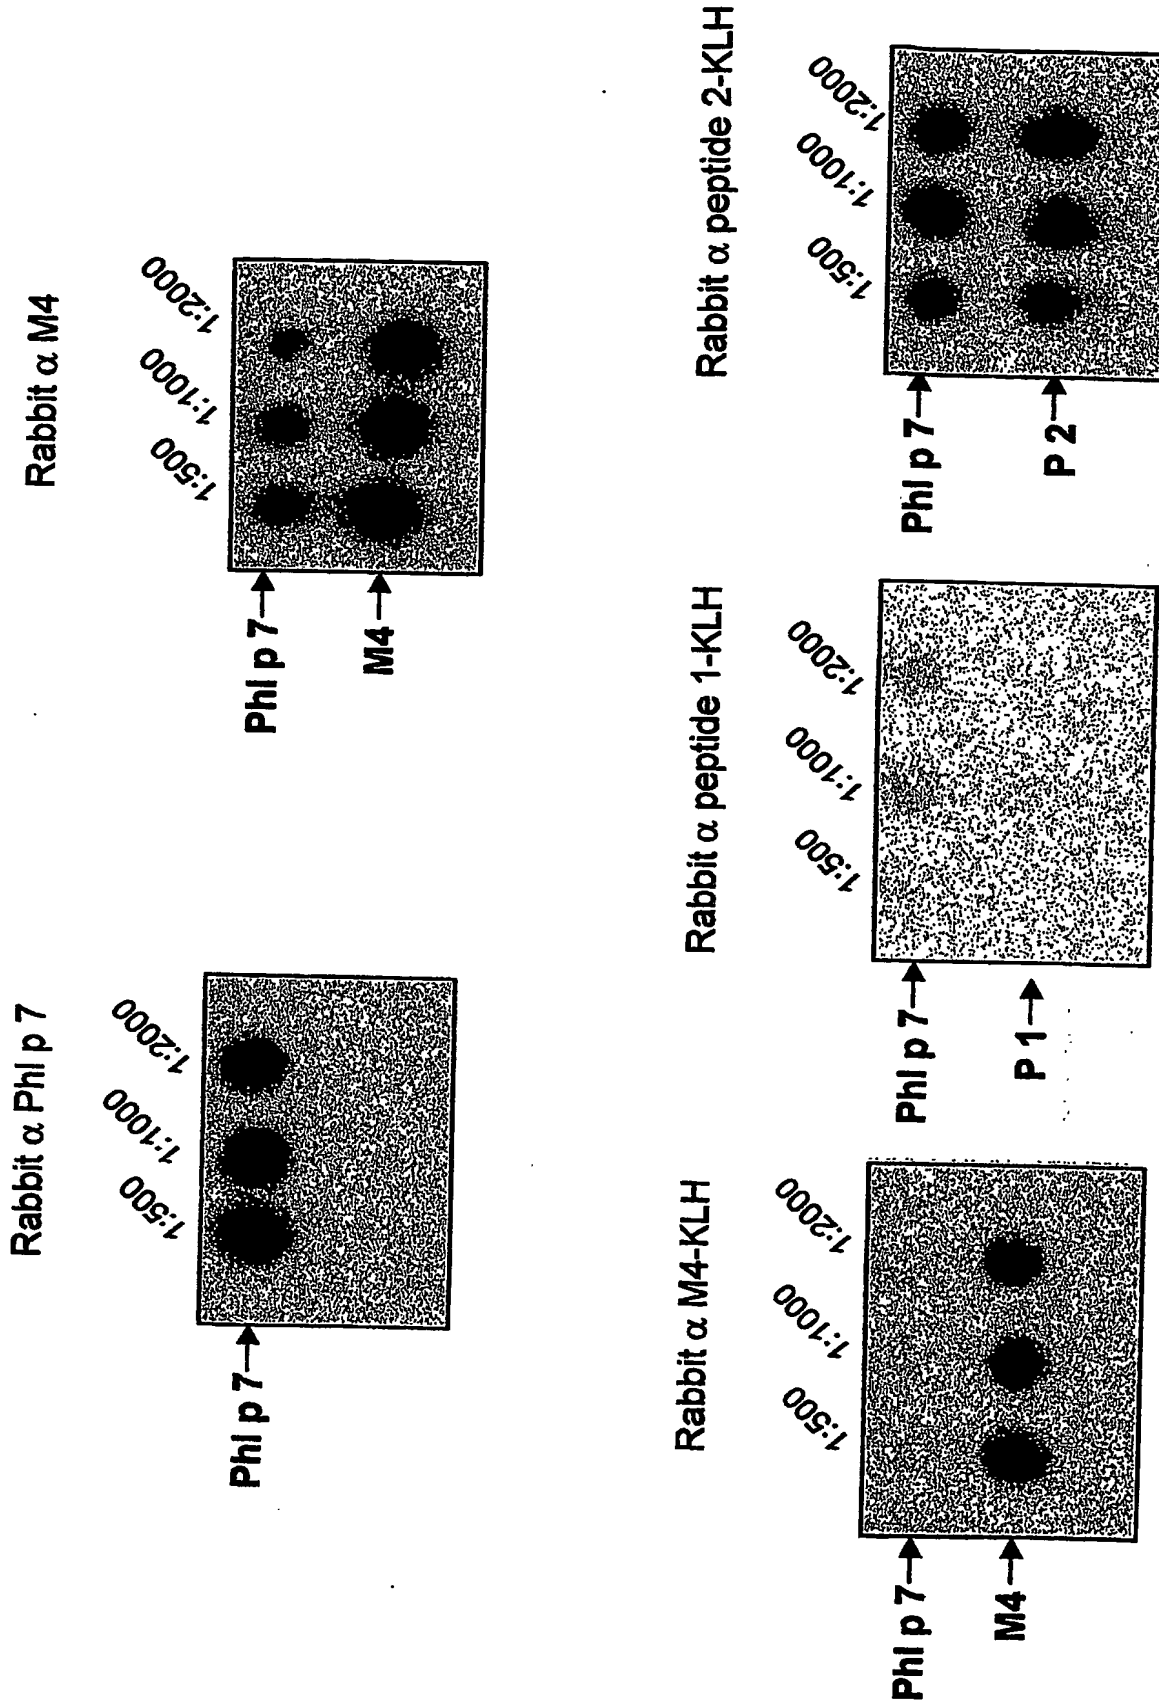 Rabbit α Phl p 7
1:500
1:1000
1:2000
Phl p 7
Rabbit α M4
1:500
1:1000
1:2000
Phl p 7
M4
Rabbit α M4-KLH
1:500
1:1000
1:2000
Phl p 7
M4
Rabbit α peptide 1-KLH
1:500
1:1000
1:2000
Phl p 7
P 1
Rabbit α peptide 2-KLH
1:500
1:1000
1:2000
Phl p 7
P 2